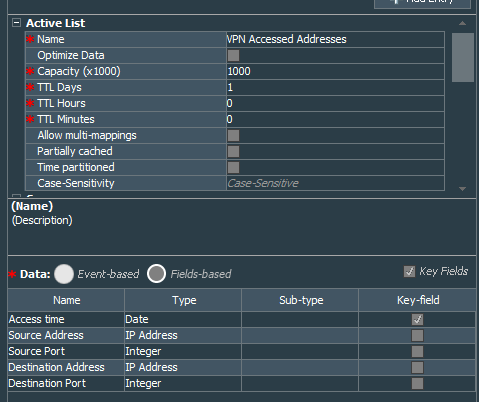 Add Entry
Active List
* Name VPN Accessed Addresses
Optimize Data
* Capacity (x1000) 1000
* TTL Days 1
* TTL Hours 0
* TTL Minutes 0
Allow multi-mappings
Partially cached
Time partitioned
Case-Sensitivity Case-Sensitive
(Name)
(Description)
* Data: Event-based Fields-based Key Fields
Name Type Sub-type Key-field
Access time Date
Source Address IP Address
Source Port Integer
Destination Address IP Address
Destination Port Integer